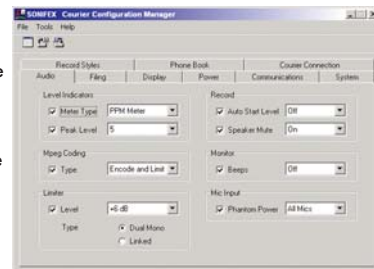 SONIFEX Courier Configuration Manager
File Tools Help
Record Styles Phone Book Courier Connection
Audio Filing Display Power Communications System
Level Indicators
Meter Type PPM Meter
Peak Level 5
Mpeg Coding
Type Encode and Limit
Limiter
Level +6 dB
Type Dual Mono
Linked
Record
Auto Start Level Off
Speaker Mute On
Monitor
Beeps Off
Mic Input
Phantom Power All Mics
e
e